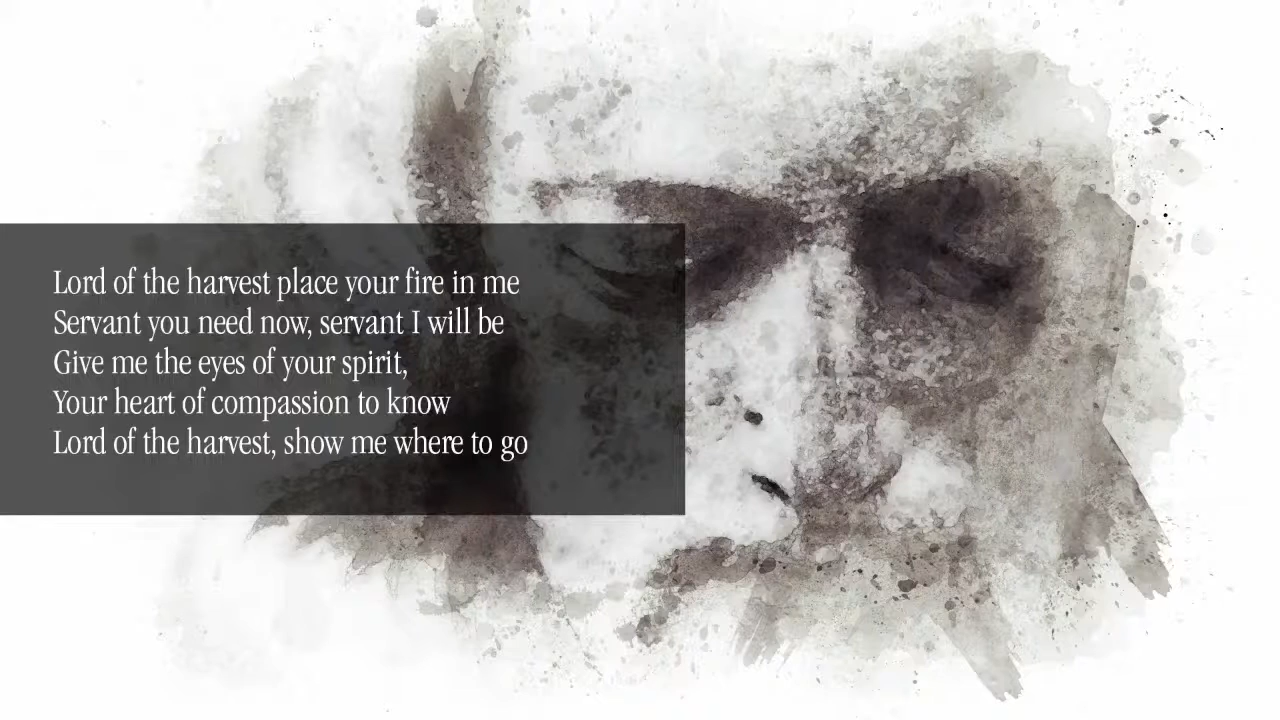 Lord of the harvest place your fire in me
Servant you need now, servant I will be
Give me the eyes of your spirit,
Your heart of compassion to know
Lord of the harvest, show me where to go